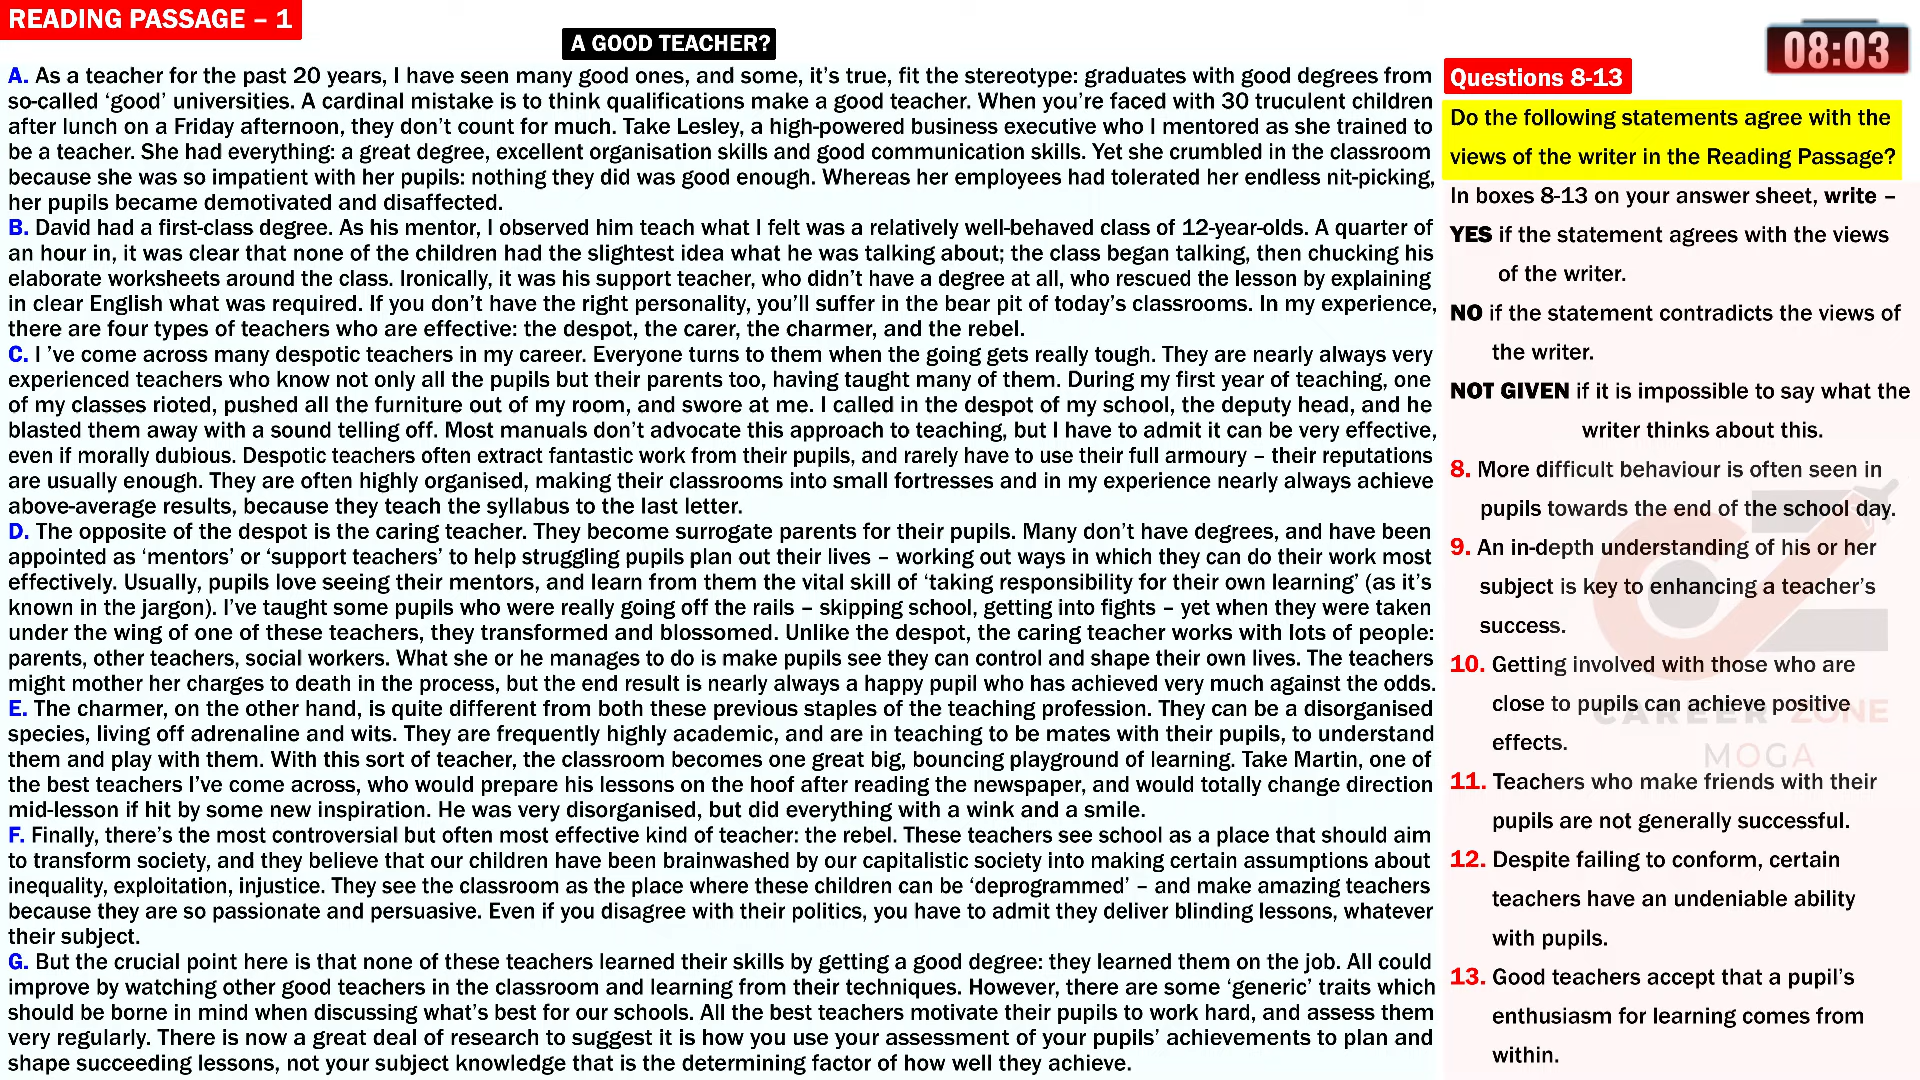 READING PASSAGE – 1
A GOOD TEACHER?
08:03
A. As a teacher for the past 20 years, I have seen many good ones, and some, it's true, fit the stereotype: graduates with good degrees from
so-called ‘good’ universities. A cardinal mistake is to think qualifications make a good teacher. When you’re faced with 30 truculent children
after lunch on a Friday afternoon, they don’t count for much. Take Lesley, a high-powered business executive who I mentored as she trained to
be a teacher. She had everything: a great degree, excellent organisation skills and good communication skills. Yet she crumbled in the classroom
because she was so impatient with her pupils: nothing they did was good enough. Whereas her employees had tolerated her endless nit-picking,
her pupils became demotivated and disaffected.
B. David had a first-class degree. As his mentor, I observed him teach what I felt was a relatively well-behaved class of 12-year-olds. A quarter of
an hour in, it was clear that none of the children had the slightest idea what he was talking about; the class began talking, then chucking his
elaborate worksheets around the class. Ironically, it was his support teacher, who didn’t have a degree at all, who rescued the lesson by explaining
in clear English what was required. If you don’t have the right personality, you’ll suffer in the bear pit of today’s classrooms. In my experience,
there are four types of teachers who are effective: the despot, the carer, the charmer, and the rebel.
C. I ’ve come across many despotic teachers in my career. Everyone turns to them when the going gets really tough. They are nearly always very
experienced teachers who know not only all the pupils but their parents too, having taught many of them. During my first year of teaching, one
of my classes rioted, pushed all the furniture out of my room, and swore at me. I called in the despot of my school, the deputy head, and he
blasted them away with a sound telling off. Most manuals don’t advocate this approach to teaching, but I have to admit it can be very effective,
even if morally dubious. Despotic teachers often extract fantastic work from their pupils, and rarely have to use their full armoury – their reputations
are usually enough. They are often highly organised, making their classrooms into small fortresses and in my experience nearly always achieve
above-average results, because they teach the syllabus to the last letter.
D. The opposite of the despot is the caring teacher. They become surrogate parents for their pupils. Many don’t have degrees, and have been
appointed as ‘mentors’ or ‘support teachers’ to help struggling pupils plan out their lives – working out ways in which they can do their work most
effectively. Usually, pupils love seeing their mentors, and learn from them the vital skill of ‘taking responsibility for their own learning’ (as it’s
known in the jargon). I’ve taught some pupils who were really going off the rails – skipping school, getting into fights – yet when they were taken
under the wing of one of these teachers, they transformed and blossomed. Unlike the despot, the caring teacher works with lots of people:
parents, other teachers, social workers. What she or he manages to do is make pupils see they can control and shape their own lives. The teachers
might mother her charges to death in the process, but the end result is nearly always a happy pupil who has achieved very much against the odds.
E. The charmer, on the other hand, is quite different from both these previous staples of the teaching profession. They can be a disorganised
species, living off adrenaline and wits. They are frequently highly academic, and are in teaching to be mates with their pupils, to understand
them and play with them. With this sort of teacher, the classroom becomes one great big, bouncing playground of learning. Take Martin, one of
the best teachers I’ve come across, who would prepare his lessons on the hoof after reading the newspaper, and would totally change direction
mid-lesson if hit by some new inspiration. He was very disorganised, but did everything with a wink and a smile.
F. Finally, there’s the most controversial but often most effective kind of teacher: the rebel. These teachers see school as a place that should aim
to transform society, and they believe that our children have been brainwashed by our capitalistic society into making certain assumptions about
inequality, exploitation, injustice. They see the classroom as the place where these children can be ‘deprogrammed’ – and make amazing teachers
because they are so passionate and persuasive. Even if you disagree with their politics, you have to admit they deliver blinding lessons, whatever
their subject.
G. But the crucial point here is that none of these teachers learned their skills by getting a good degree: they learned them on the job. All could
improve by watching other good teachers in the classroom and learning from their techniques. However, there are some ‘generic’ traits which
should be borne in mind when discussing what’s best for our schools. All the best teachers motivate their pupils to work hard, and assess them
very regularly. There is now a great deal of research to suggest it is how you use your assessment of your pupils’ achievements to plan and
shape succeeding lessons, not your subject knowledge that is the determining factor of how well they achieve.
Questions 8-13
Do the following statements agree with the
views of the writer in the Reading Passage?
In boxes 8-13 on your answer sheet, write –
YES if the statement agrees with the views
of the writer.
NO if the statement contradicts the views of
the writer.
NOT GIVEN if it is impossible to say what the
writer thinks about this.
8. More difficult behaviour is often seen in
pupils towards the end of the school day.
9. An in-depth understanding of his or her
subject is key to enhancing a teacher’s
success.
10. Getting involved with those who are
close to pupils can achieve positive
effects.
11. Teachers who make friends with their
pupils are not generally successful.
12. Despite failing to conform, certain
teachers have an undeniable ability
with pupils.
13. Good teachers accept that a pupil’s
enthusiasm for learning comes from
within.
CAREER ZONE
MOGA